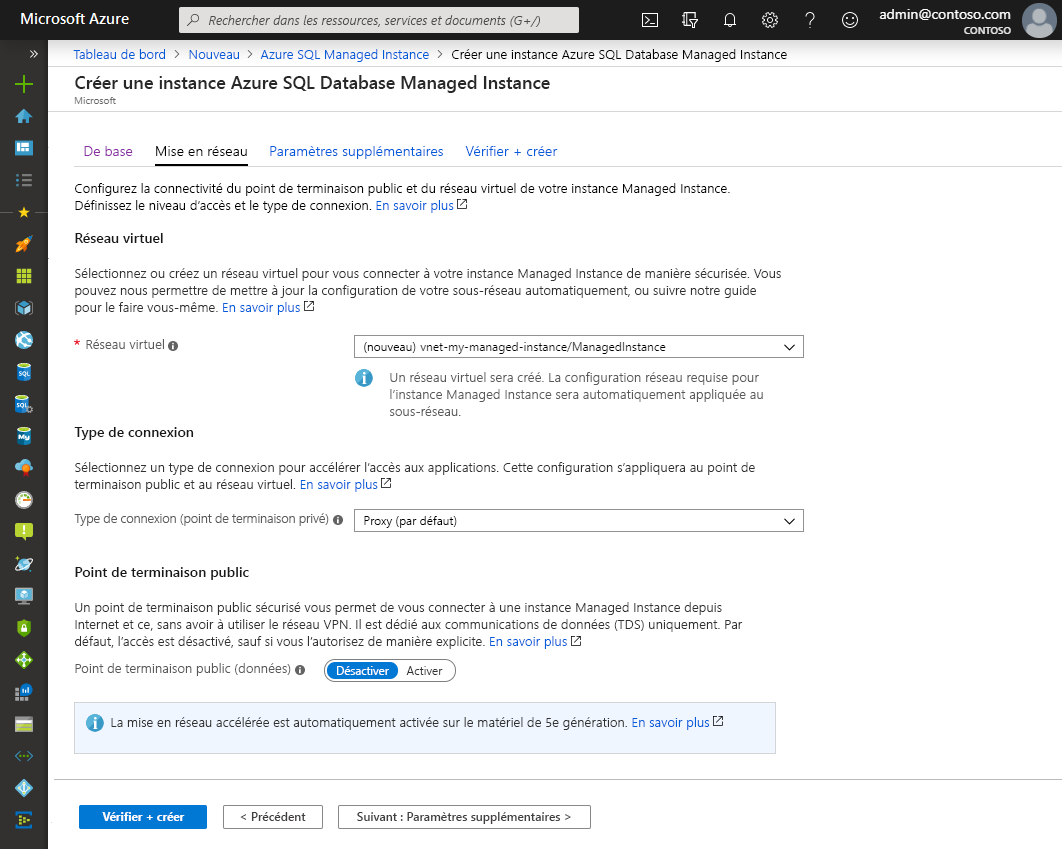 Microsoft Azure
Rechercher dans les ressources, services et documents (G+/)
admin@contoso.com
CONTOSO
Tableau de bord > Nouveau > Azure SQL Managed Instance > Créer une instance Azure SQL Database Managed Instance
Créer une instance Azure SQL Database Managed Instance
Microsoft
De base Mise en réseau Paramètres supplémentaires Vérifier + créer
Configurez la connectivité du point de terminaison public et du réseau virtuel de votre instance Managed Instance.
Définissez le niveau d'accès et le type de connexion. En savoir plus
Réseau virtuel
Sélectionnez ou créez un réseau virtuel pour vous connecter à votre instance Managed Instance de manière sécurisée. Vous
pouvez nous permettre de mettre à jour la configuration de votre sous-réseau automatiquement, ou suivre notre guide
pour le faire vous-même. En savoir plus
* Réseau virtuel
(nouveau) vnet-my-managed-instance/ManagedInstance
Un réseau virtuel sera créé. La configuration réseau requise pour
l'instance Managed Instance sera automatiquement appliquée au
sous-réseau.
Type de connexion
Sélectionnez un type de connexion pour accélérer l'accès aux applications. Cette configuration s'appliquera au point de
terminaison public et au réseau virtuel. En savoir plus
Type de connexion (point de terminaison privé)
Proxy (par défaut)
Point de terminaison public
Un point de terminaison public sécurisé vous permet de vous connecter à une instance Managed Instance depuis
Internet et ce, sans avoir à utiliser le réseau VPN. Il est dédié aux communications de données (TDS) uniquement. Par
défaut, l'accès est désactivé, sauf si vous l'autorisez de manière explicite. En savoir plus
Point de terminaison public (données)
Désactiver Activer
La mise en réseau accélérée est automatiquement activée sur le matériel de 5e génération. En savoir plus
Vérifier + créer
< Précédent
Suivant : Paramètres supplémentaires >